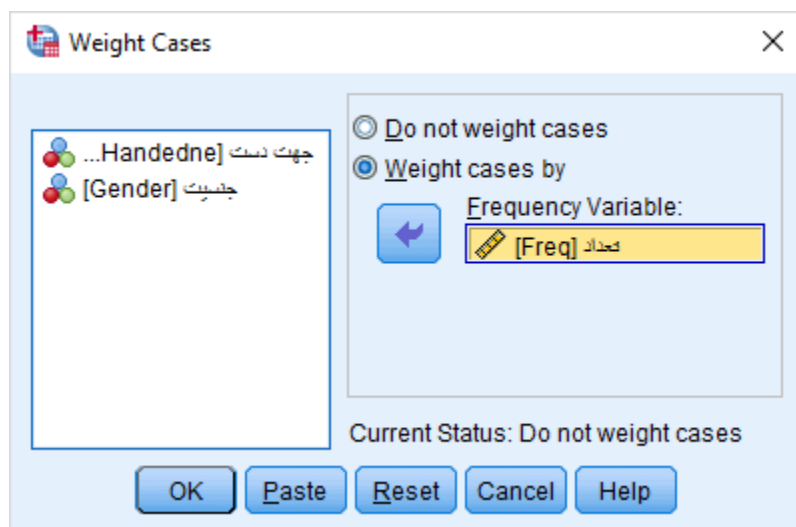 Weight Cases
جهت دست [Handedne...
جنسیت [Gender]
Do not weight cases
Weight cases by
Frequency Variable:
تعداد [Freq]
Current Status: Do not weight cases
OK Paste Reset Cancel Help